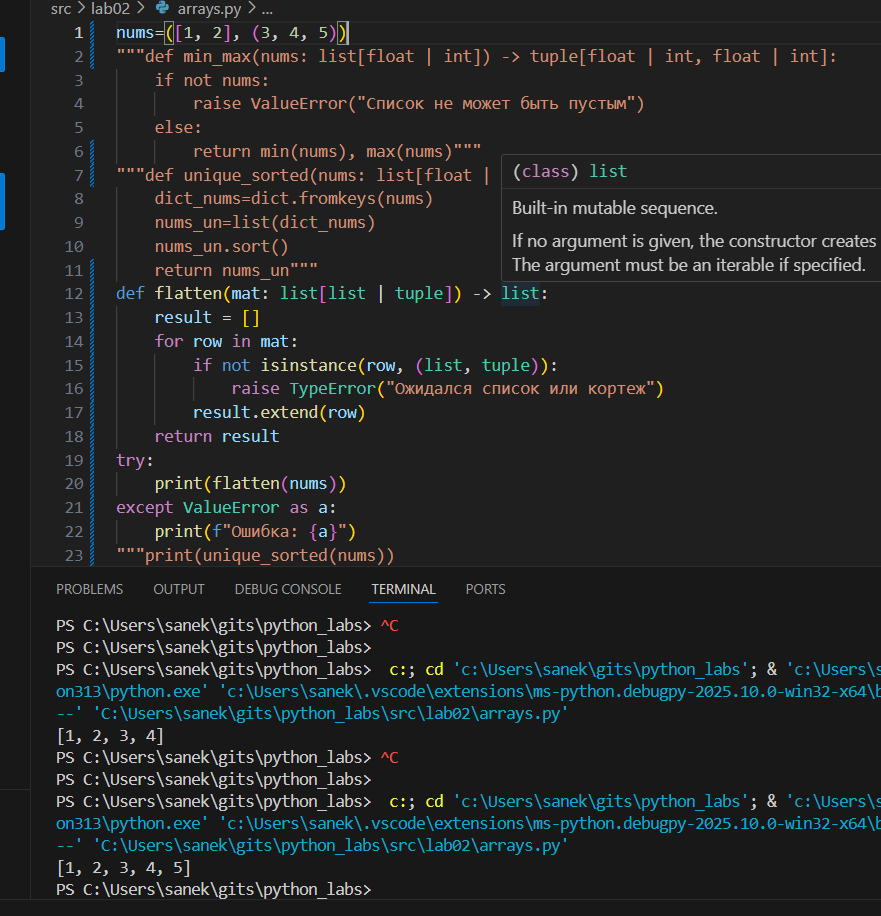 src > lab02 > arrays.py > ...
1 nums=([1, 2], (3, 4, 5))
2 """def min_max(nums: list[float | int]) -> tuple[float | int, float | int]:
3 if not nums:
4 raise ValueError("Список не может быть пустым")
5 else:
6 return min(nums), max(nums)"""
7 """def unique_sorted(nums: list[float |
(class) list
Built-in mutable sequence.
If no argument is given, the constructor creates
The argument must be an iterable if specified.
8 dict_nums=dict.fromkeys(nums)
9 nums_un=list(dict_nums)
10 nums_un.sort()
11 return nums_un"""
12 def flatten(mat: list[list | tuple]) -> list:
13 result = []
14 for row in mat:
15 if not isinstance(row, (list, tuple)):
16 raise TypeError("Ожидался список или кортеж")
17 result.extend(row)
18 return result
19 try:
20 print(flatten(nums))
21 except ValueError as a:
22 print(f"Ошибка: {a}")
23 """print(unique_sorted(nums))
PROBLEMS OUTPUT DEBUG CONSOLE TERMINAL PORTS
PS C:\Users\sanek\gits\python_labs> ^C
PS C:\Users\sanek\gits\python_labs>
PS C:\Users\sanek\gits\python_labs> c:; cd 'c:\Users\sanek\gits\python_labs'; & 'c:\Users\s
on313\python.exe' 'c:\Users\sanek\.vscode\extensions\ms-python.debugpy-2025.10.0-win32-x64\b
--' 'C:\Users\sanek\gits\python_labs\src\lab02\arrays.py'
[1, 2, 3, 4]
PS C:\Users\sanek\gits\python_labs> ^C
PS C:\Users\sanek\gits\python_labs>
PS C:\Users\sanek\gits\python_labs> c:; cd 'c:\Users\sanek\gits\python_labs'; & 'c:\Users\s
on313\python.exe' 'c:\Users\sanek\.vscode\extensions\ms-python.debugpy-2025.10.0-win32-x64\b
--' 'C:\Users\sanek\gits\python_labs\src\lab02\arrays.py'
[1, 2, 3, 4, 5]
PS C:\Users\sanek\gits\python_labs>